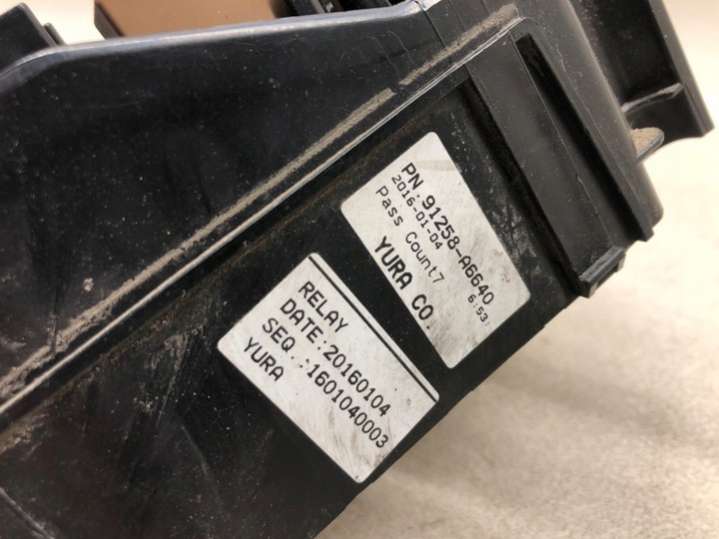 PN:91258-A6640
2016-01-04 6:53:
Pass Count7
YURA CO.
RELAY
DATE:20160104
SEQ.:1601040003
YURA